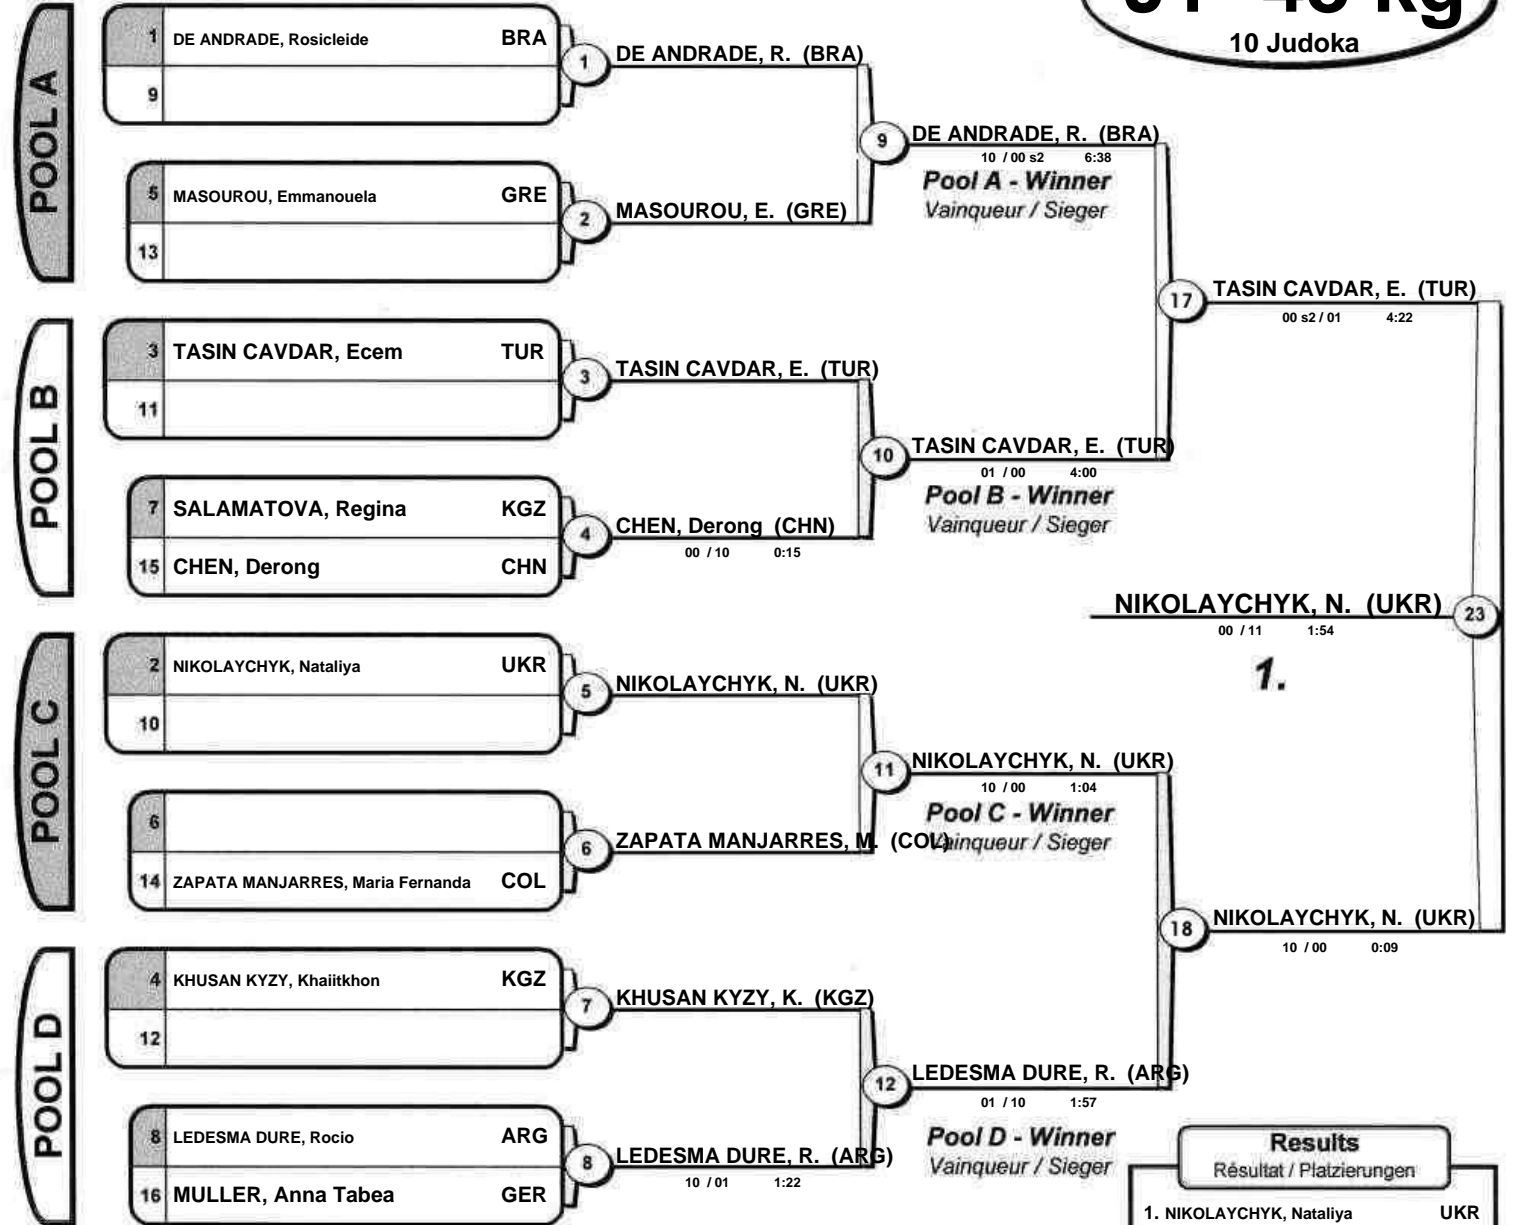 10 Judoka
POOL A
1 DE ANDRADE, Rosicleide BRA
9
5 MASOUROU, Emmanouela GRE
13
1 DE ANDRADE, R. (BRA)
2 MASOUROU, E. (GRE)
9 DE ANDRADE, R. (BRA)
10 / 00 s2 6:38
Pool A - Winner
Vainqueur / Sieger
POOL B
3 TASIN CAVDAR, Ecem TUR
11
7 SALAMATOVA, Regina KGZ
15 CHEN, Derong CHN
3 TASIN CAVDAR, E. (TUR)
4 CHEN, Derong (CHN)
00 / 10 0:15
10 TASIN CAVDAR, E. (TUR)
01 / 00 4:00
Pool B - Winner
Vainqueur / Sieger
17 TASIN CAVDAR, E. (TUR)
00 s2 / 01 4:22
NIKOLAYCHYK, N. (UKR) 23
00 / 11 1:54
1.
POOL C
2 NIKOLAYCHYK, Nataliya UKR
10
6
14 ZAPATA MANJARRES, Maria Fernanda COL
5 NIKOLAYCHYK, N. (UKR)
6 ZAPATA MANJARRES, M. (COL)
11 NIKOLAYCHYK, N. (UKR)
10 / 00 1:04
Pool C - Winner
Vainqueur / Sieger
18 NIKOLAYCHYK, N. (UKR)
10 / 00 0:09
POOL D
4 KHUSAN KYZY, Khaiitkhon KGZ
12
8 LEDESMA DURE, Rocio ARG
16 MULLER, Anna Tabea GER
7 KHUSAN KYZY, K. (KGZ)
8 LEDESMA DURE, R. (ARG)
10 / 01 1:22
12 LEDESMA DURE, R. (ARG)
01 / 10 1:57
Pool D - Winner
Vainqueur / Sieger
Results
Résultat / Platzierungen
1. NIKOLAYCHYK, Nataliya UKR